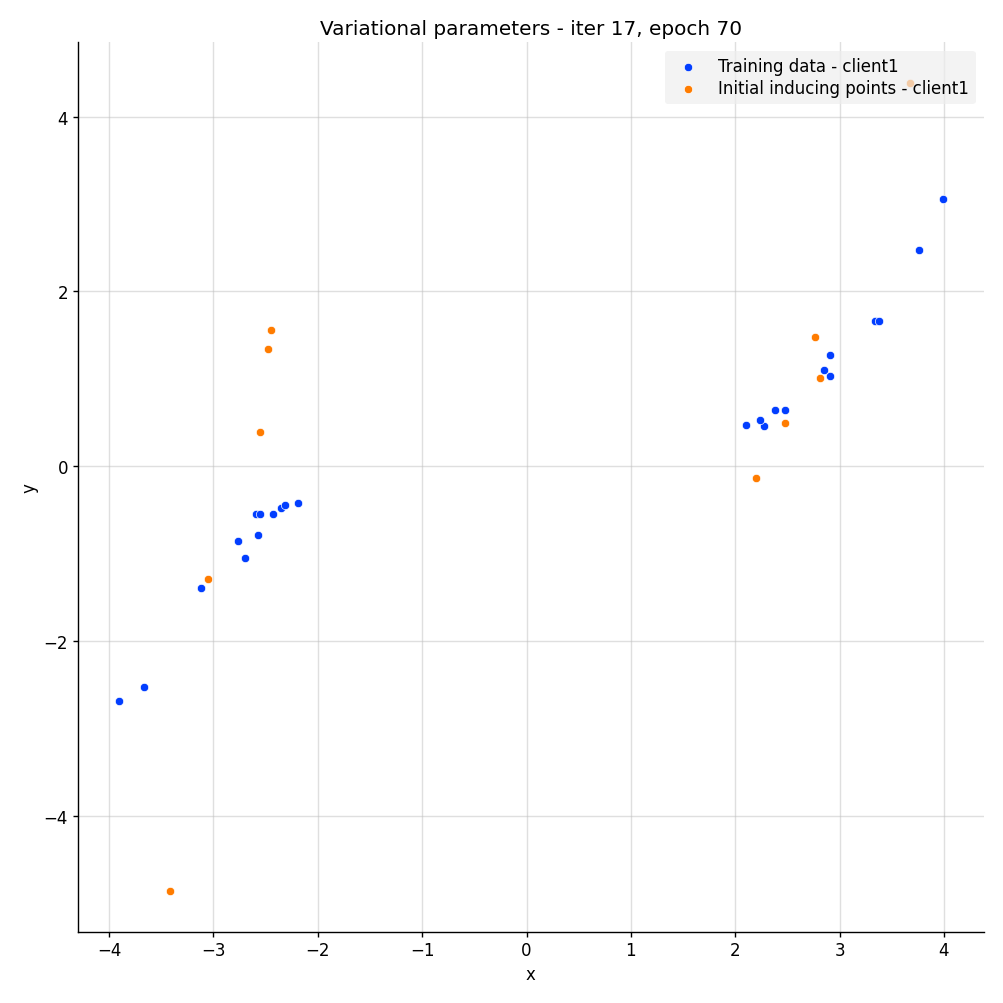 Variational parameters - iter 17, epoch 70
Training data - client1
Initial inducing points - client1
4
2
0
−2
−4
y
−4 −3 −2 −1 0 1 2 3 4
x